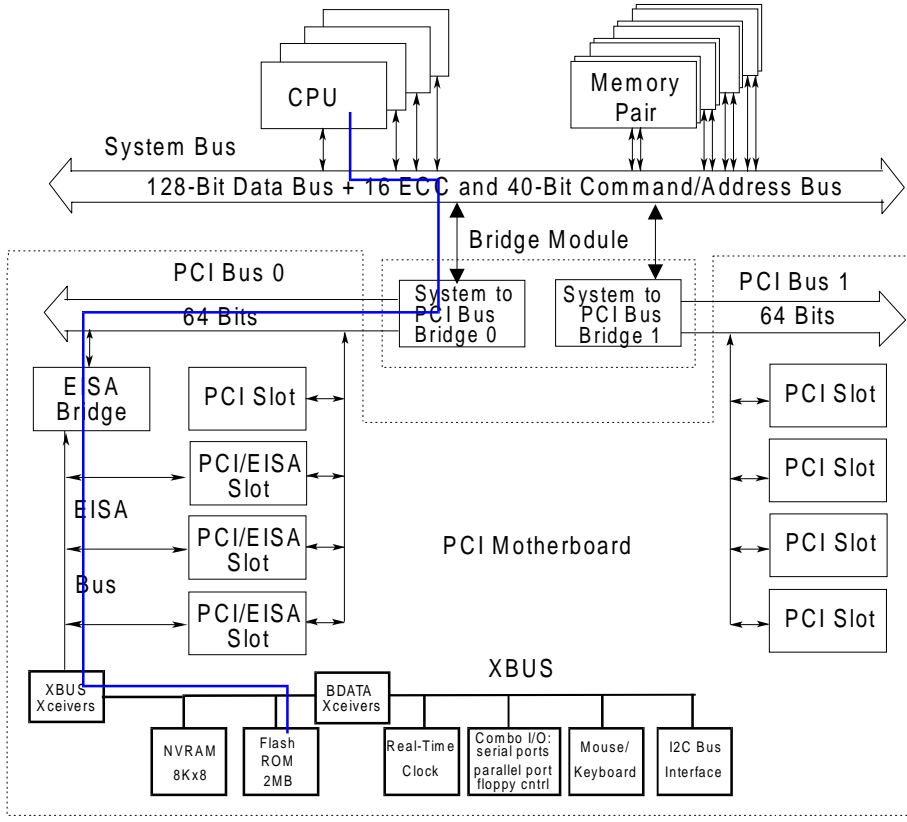 CPU
Memory
Pair
System Bus
128-Bit Data Bus + 16 ECC and 40-Bit Command/Address Bus
Bridge Module
PCI Bus 0
64 Bits
System to
PCI Bus
Bridge 0
System to
PCI Bus
Bridge 1
PCI Bus 1
64 Bits
EISA
Bridge
PCI Slot
PCI/EISA
Slot
PCI/EISA
Slot
PCI/EISA
Slot
EISA
Bus
PCI Motherboard
PCI Slot
PCI Slot
PCI Slot
PCI Slot
XBUS
XBUS
Xceivers
BDATA
Xceivers
NVRAM
8Kx8
Flash
ROM
2MB
Real-Time
Clock
Combo I/O:
serial ports
parallel port
floppy cntrl
Mouse/
Keyboard
I2C Bus
Interface